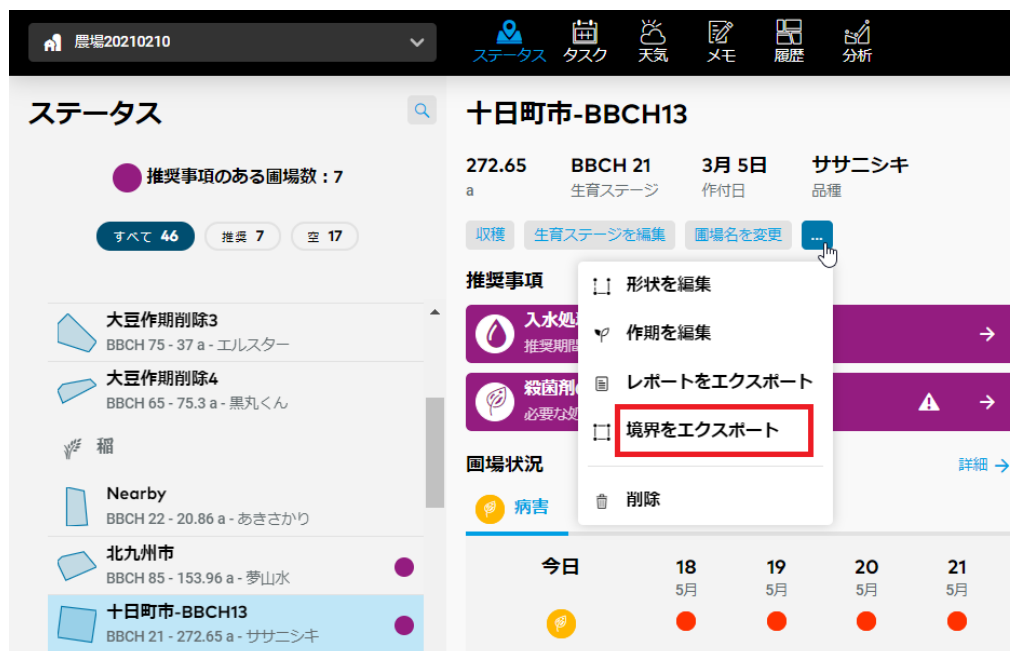 農場20210210
ステータス
タスク
天気
メモ
履歴
分析
ステータス
推奨事項のある圃場数 : 7
すべて 46
推奨 7
空 17
大豆作期削除3
BBCH 75 - 37 a - エルスター
大豆作期削除4
BBCH 65 - 75.3 a - 黒丸くん
稲
Nearby
BBCH 22 - 20.86 a - あきさかり
北九州市
BBCH 85 - 153.96 a - 夢山水
十日町市-BBCH13
BBCH 21 - 272.65 a - ササニシキ
十日町市-BBCH13
272.65 BBCH 21 3月 5日 ササニシキ
a 生育ステージ 作付日 品種
収穫 生育ステージを編集 圃場名を変更 ...
推奨事項
入水処
推奨期間
殺菌剤
必要な処
形状を編集
作期を編集
レポートをエクスポート
境界をエクスポート
削除
圃場状況
詳細
病害
今日 18 19 20 21
5月 5月 5月 5月